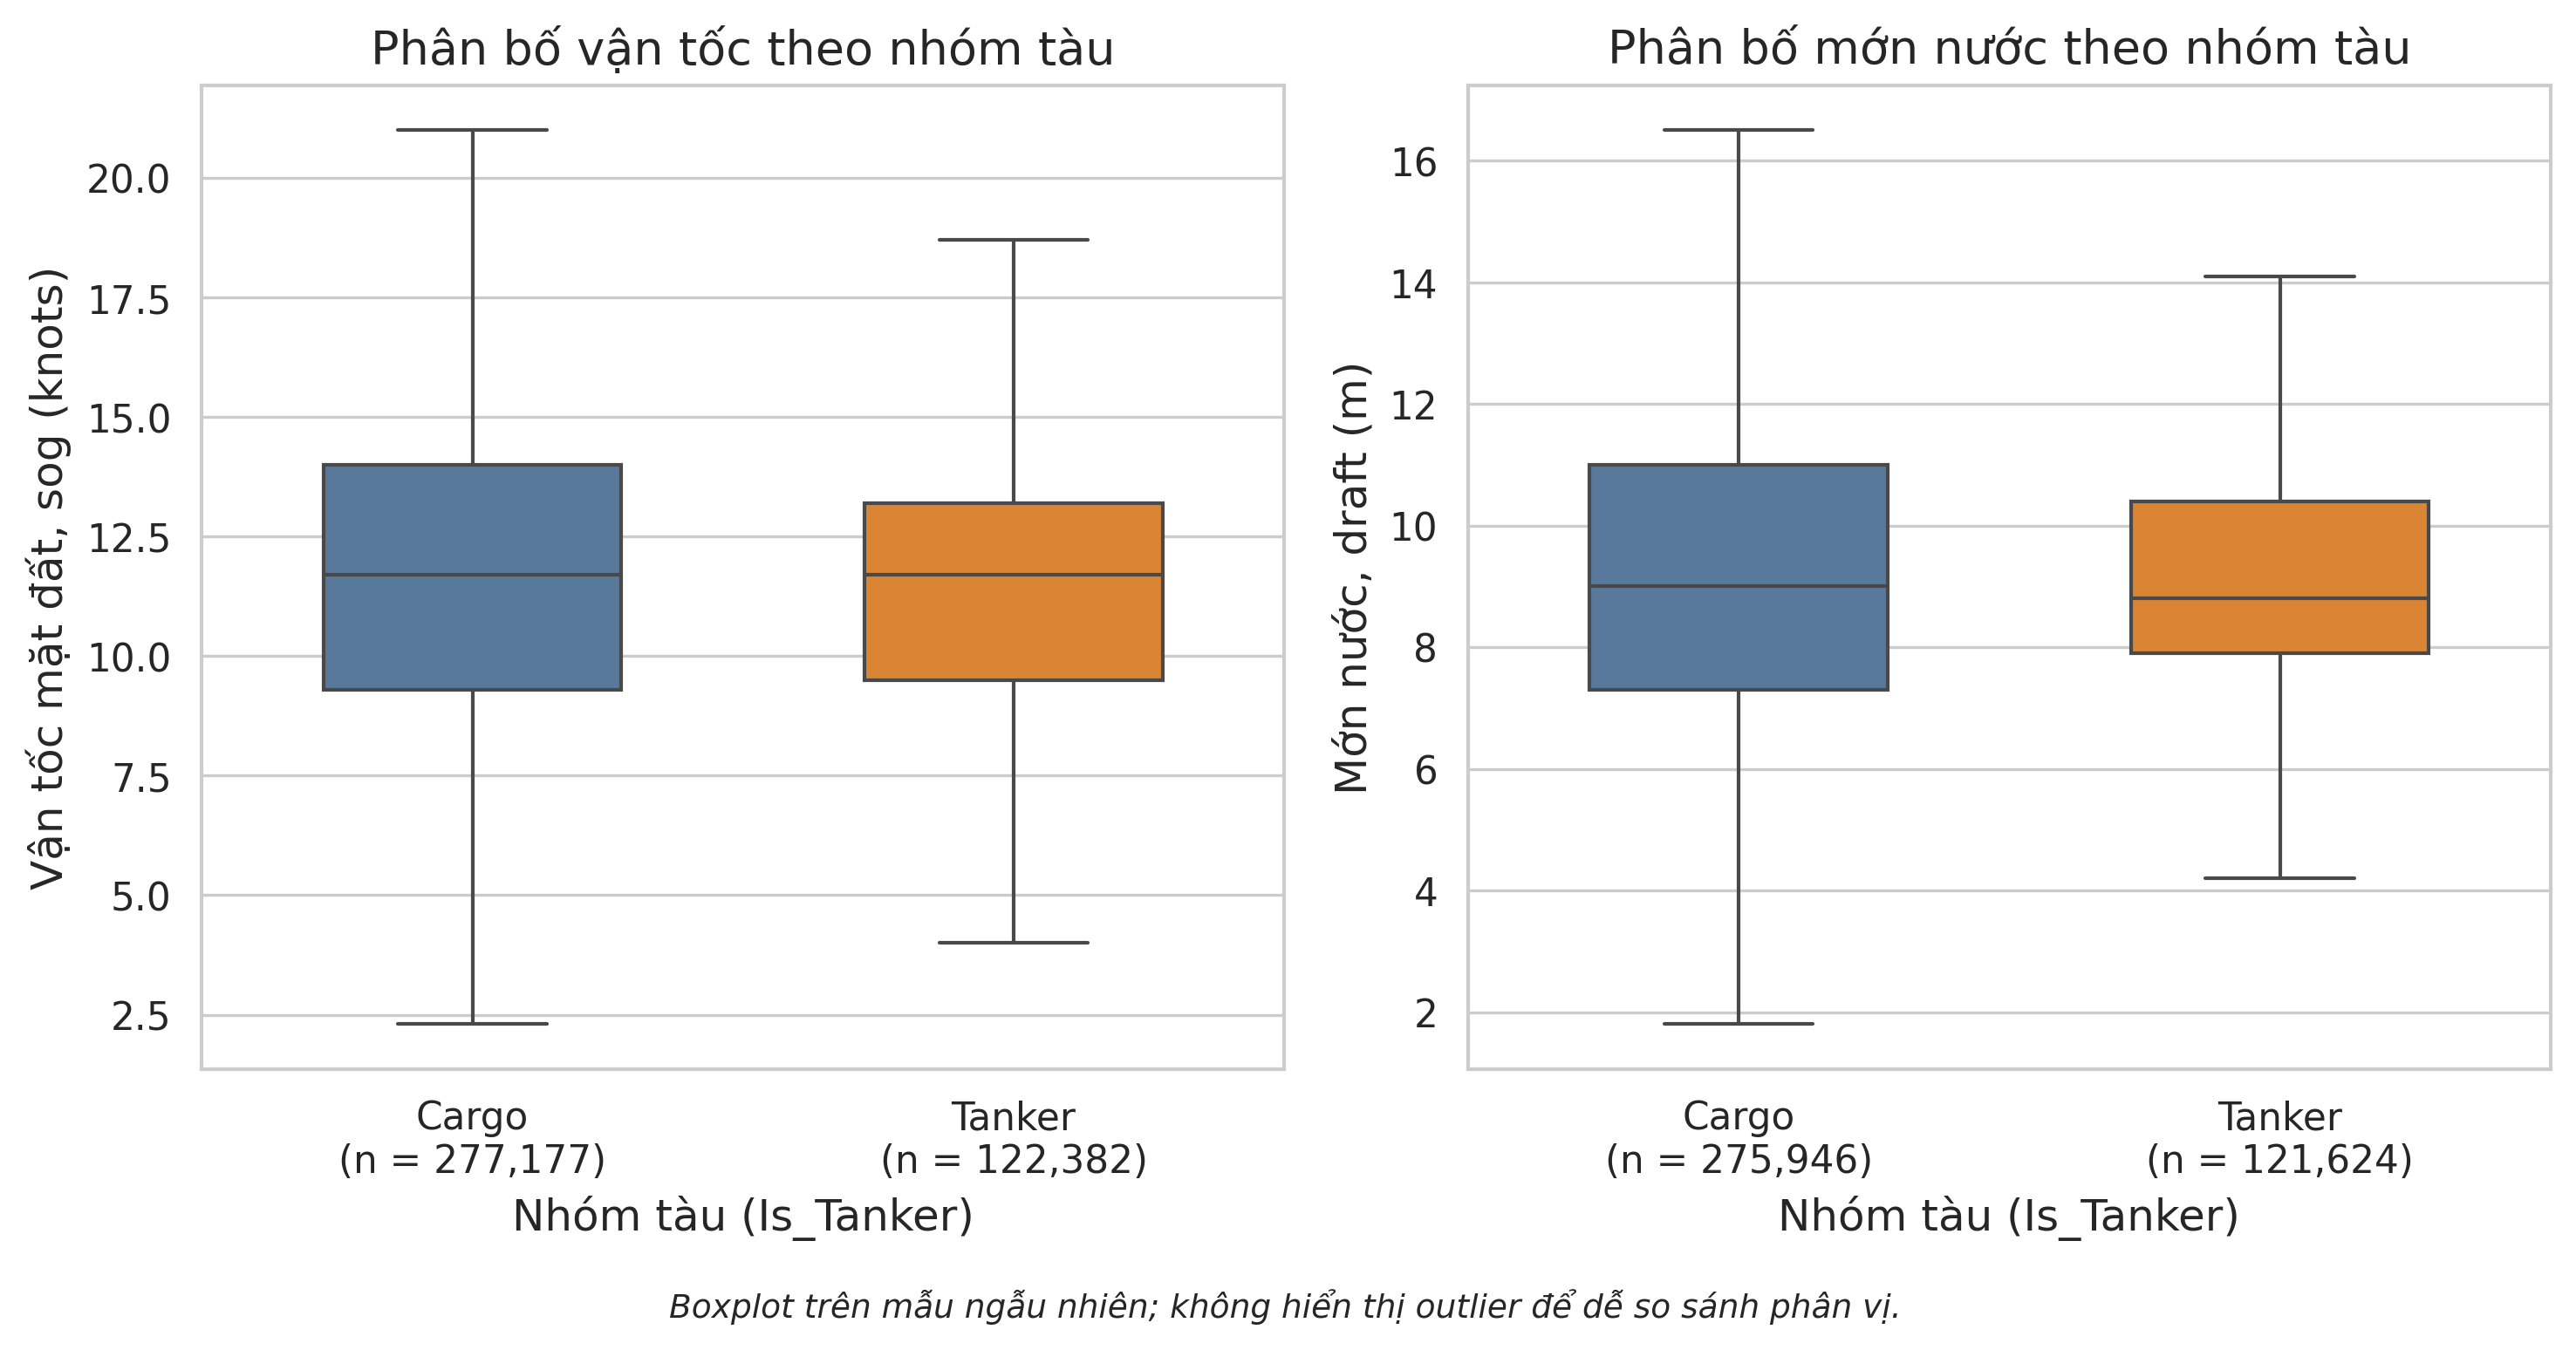 Phân bố vận tốc theo nhóm tàu
Vận tốc mặt đất, sog (knots)
20.0
17.5
15.0
12.5
10.0
7.5
5.0
2.5
Cargo
(n = 277,177)
Tanker
(n = 122,382)
Nhóm tàu (Is_Tanker)
Phân bố mớn nước theo nhóm tàu
Mớn nước, draft (m)
16
14
12
10
8
6
4
2
Cargo
(n = 275,946)
Tanker
(n = 121,624)
Nhóm tàu (Is_Tanker)
Boxplot trên mẫu ngẫu nhiên; không hiển thị outlier để dễ so sánh phân vị.